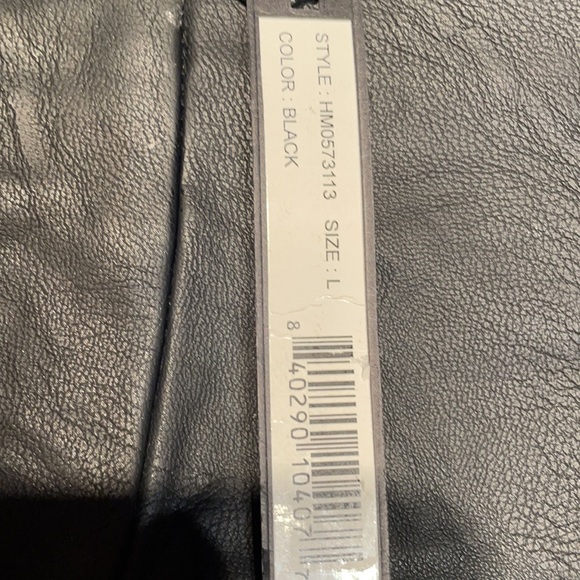 STYLE : HM0573113 SIZE : L
COLOR : BLACK
8 40290 10407